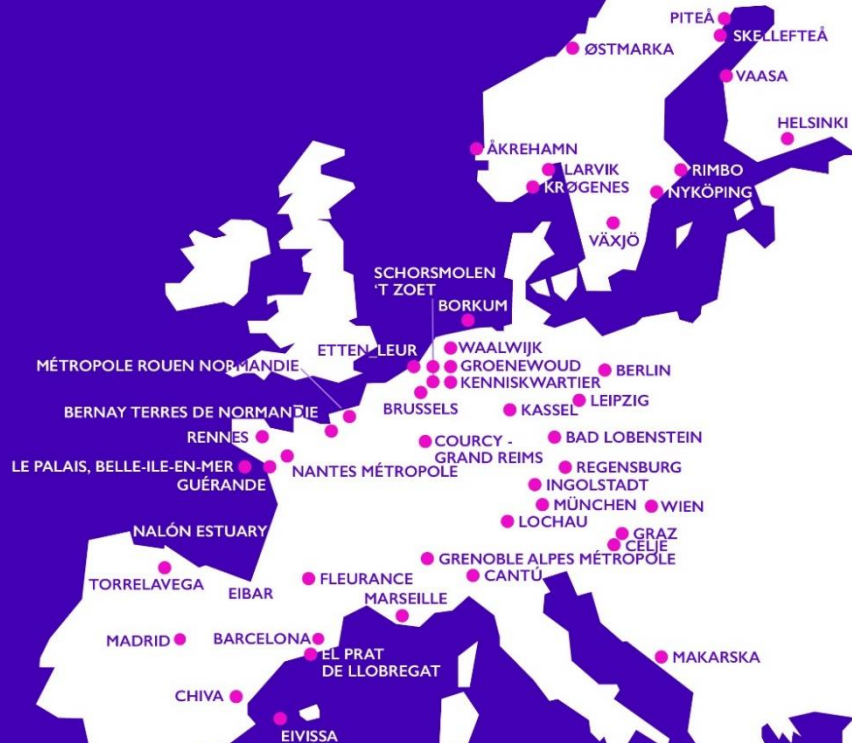 PITEÅ
SKELLEFTEÅ
ØSTMARKA
VAASA
HELSINKI
ÅKREHAMN
LARVIK
KRØGENES
RIMBO
NYKÖPING
VÄXJÖ
SCHORSMOLEN
‘T ZOET
BORKUM
ETTEN_LEUR
WAALWIJK
MÉTROPOLE ROUEN NORMANDIE
GROENEWOUD
BERLIN
KENNISKWARTIER
LEIPZIG
BRUSSELS
KASSEL
BERNAY TERRES DE NORMANDIE
RENNES
COURCY -
GRAND REIMS
BAD LOBENSTEIN
LE PALAIS, BELLE-ILE-EN-MER
NANTES MÉTROPOLE
REGENSBURG
GUÉRANDE
INGOLSTADT
MÜNCHEN
WIEN
LOCHAU
NALÓN ESTUARY
GRAZ
CELJE
GRENOBLE ALPES MÉTROPOLE
TORRELAVEGA
EIBAR
FLEURANCE
CANTÚ
MARSEILLE
MADRID
BARCELONA
EL PRAT
DE LLOBREGAT
MAKARSKA
CHIVA
EIVISSA